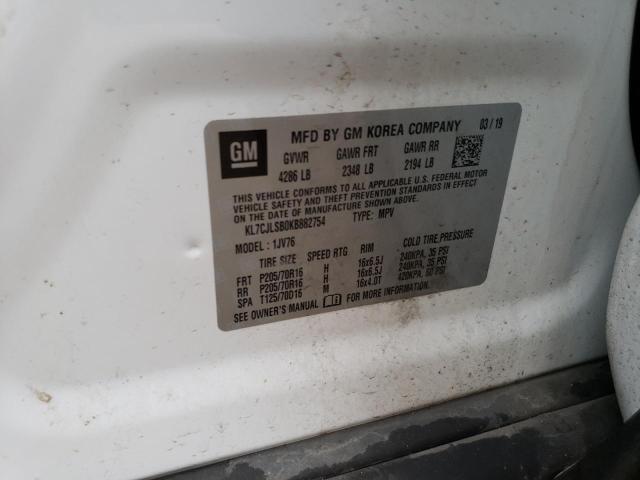 GM
MFD BY GM KOREA COMPANY 03/19
GVWR GAWR FRT GAWR RR
4286 LB 2348 LB 2194 LB
THIS VEHICLE CONFORMS TO ALL APPLICABLE U.S. FEDERAL MOTOR
VEHICLE SAFETY AND THEFT PREVENTION STANDARDS IN EFFECT
ON THE DATE OF MANUFACTURE SHOWN ABOVE.
KL7CJLSB0KB882754 TYPE: MPV
MODEL: 1JV76
TIRE SIZE SPEED RTG RIM COLD TIRE PRESSURE
FRT P205/70R16 H 16x6.5J 240KPA, 35 PSI
RR P205/70R16 H 16x6.5J 240KPA, 35 PSI
SPA T125/70D16 M 16x4.0T 420KPA, 60 PSI
SEE OWNER'S MANUAL FOR MORE INFORMATION.